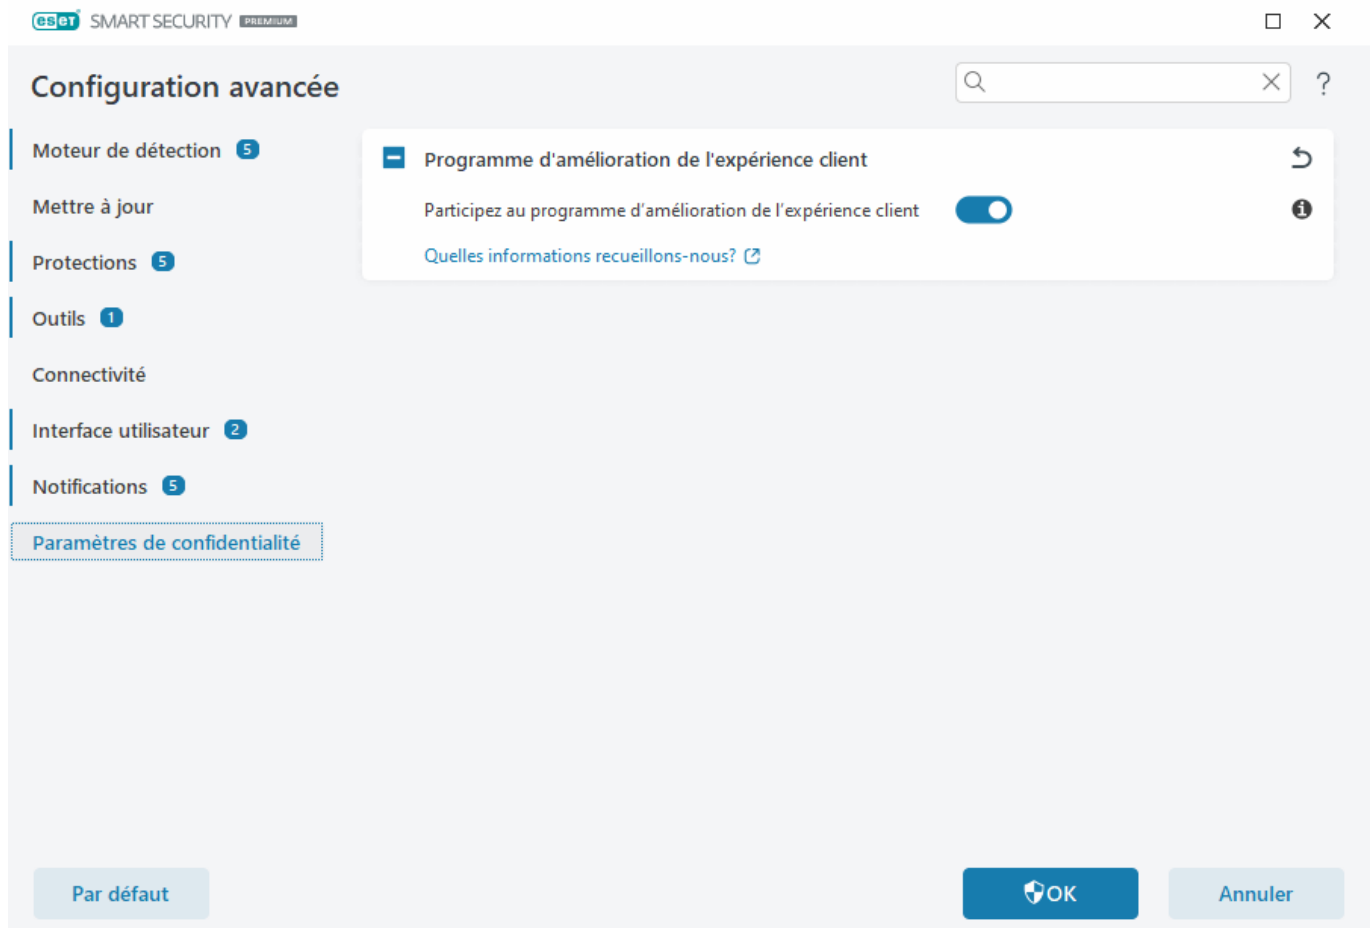 eset SMART SECURITY PREMIUM
Configuration avancée
?
Moteur de détection 5
Mettre à jour
Protections 5
Outils 1
Connectivité
Interface utilisateur 2
Notifications 5
Paramètres de confidentialité
Programme d'amélioration de l'expérience client
Participez au programme d'amélioration de l'expérience client
Quelles informations recueillons-nous?
Par défaut
OK
Annuler